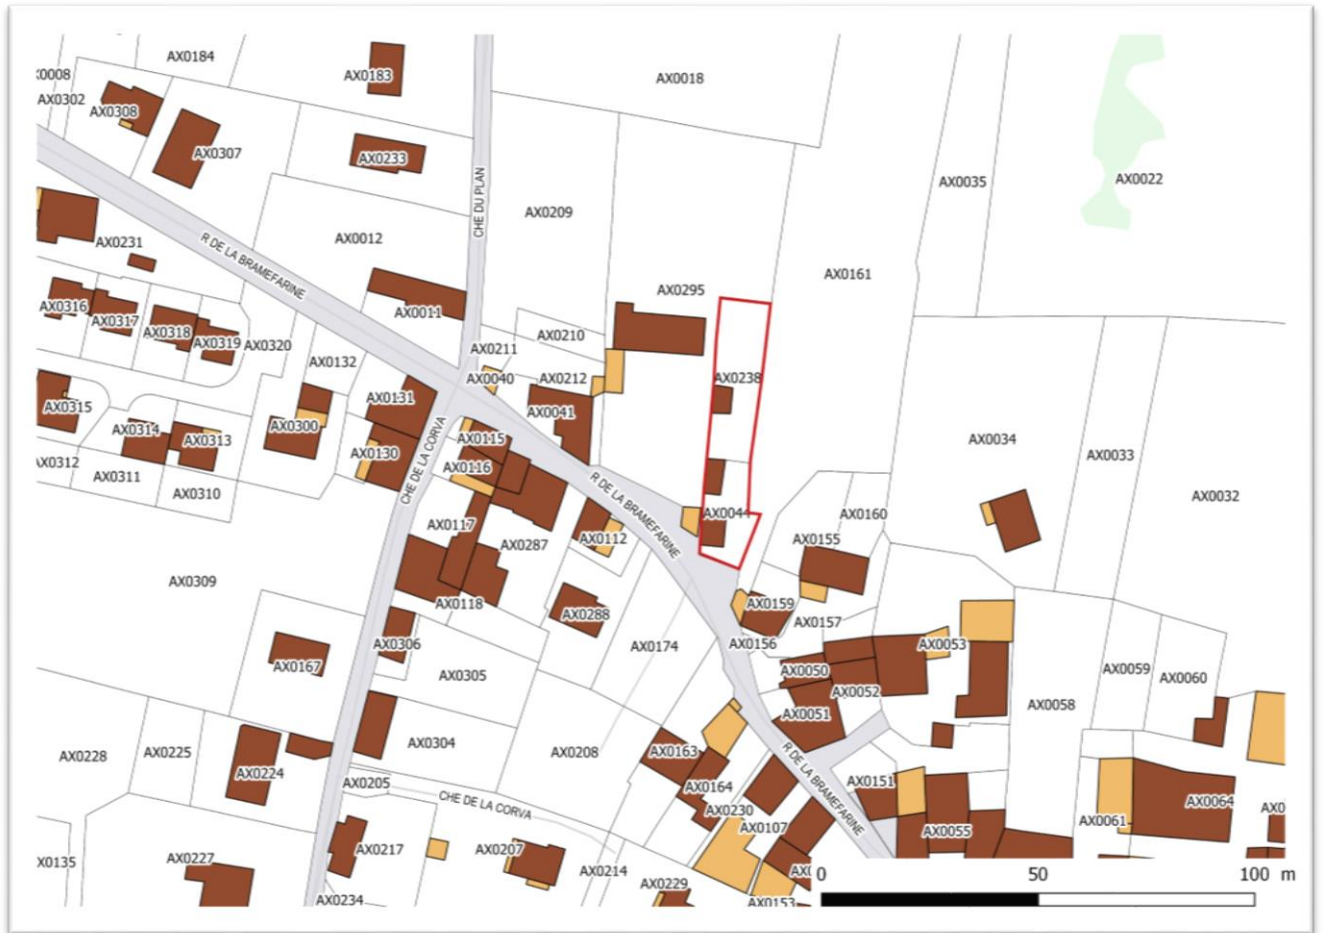 AX0184
AX0183
AX0018
X0008
AX0302
AX0308
AX0307
AX0233
CHE DU PLAN
AX0035
AX0022
AX0209
AX0231
R DE LA BRAMEFARINE
AX0012
AX0161
AX0295
AX0316
AX0317
AX0318
AX0319
AX0320
AX0011
AX0210
AX0211
AX0132
AX0040
AX0212
AX0238
AX0131
AX0041
AX0315
AX0314
AX0313
AX0300
AX0115
AX0034
AX0033
AX0130
CHE DE LA CORVA
AX0116
X0312
AX0311
AX0310
R DE LA BRAMEFARINE
AX0032
AX0044
AX0160
AX0117
AX0287
AX0112
AX0155
AX0309
AX0118
AX0288
AX0159
AX0157
AX0306
AX0174
AX0156
AX0053
AX0167
AX0305
AX0050
AX0052
AX0059
AX0060
AX0058
AX0051
AX0304
AX0228
AX0225
AX0208
AX0163
AX0224
AX0205
AX0164
R DE LA BRAMEFARINE
AX0151
CHE DE LA CORVA
AX0230
AX0107
AX0061
AX0064
AX0
AX0055
X0135
AX0227
AX0217
AX0207
AX0214
AX0229
AX0
AX0234
AX0153
0 50 100 m